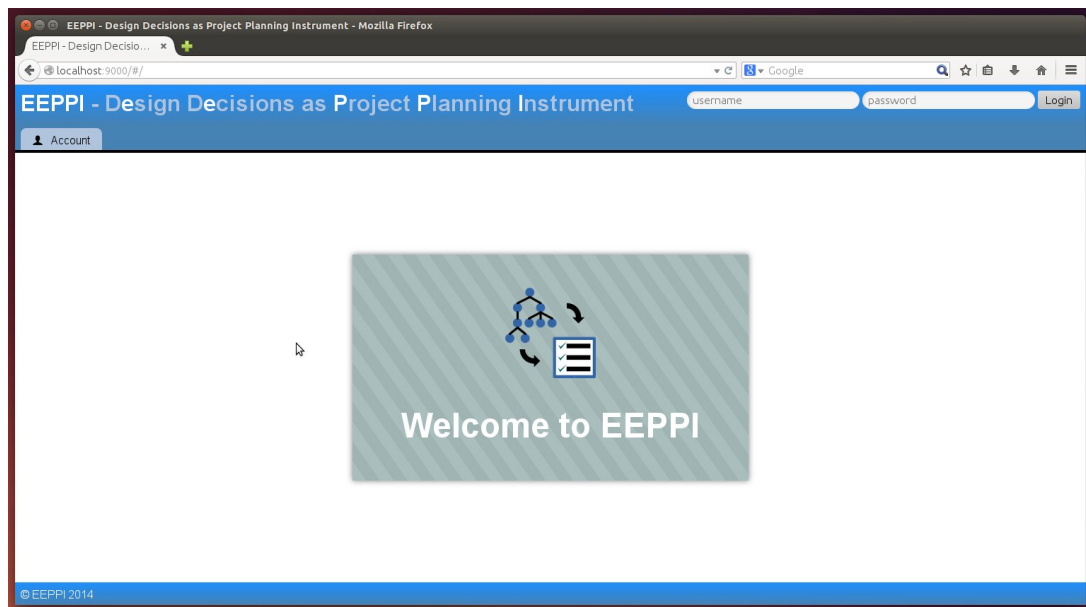 EEPPI - Design Decisions as Project Planning Instrument - Mozilla Firefox
EEPPI - Design Decisio...
localhost:9000/#/
Google
EEPPI - Design Decisions as Project Planning Instrument
username
password
Login
Account
Welcome to EEPPI
© EEPPI 2014